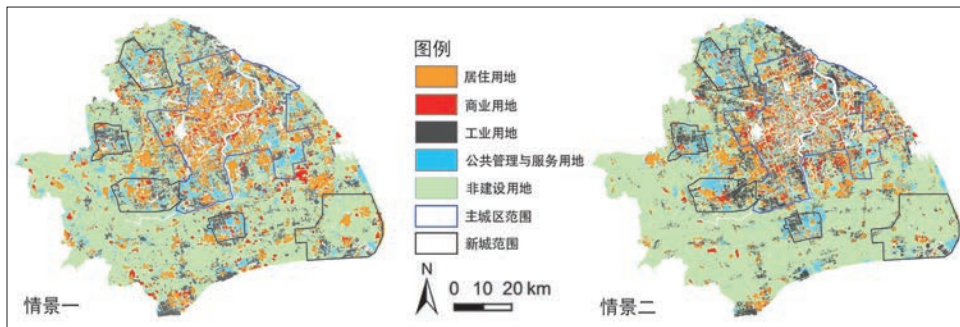 图例
居住用地
商业用地
工业用地
公共管理与服务用地
非建设用地
主城区范围
新城范围
N
0 10 20 km
情景一
情景二